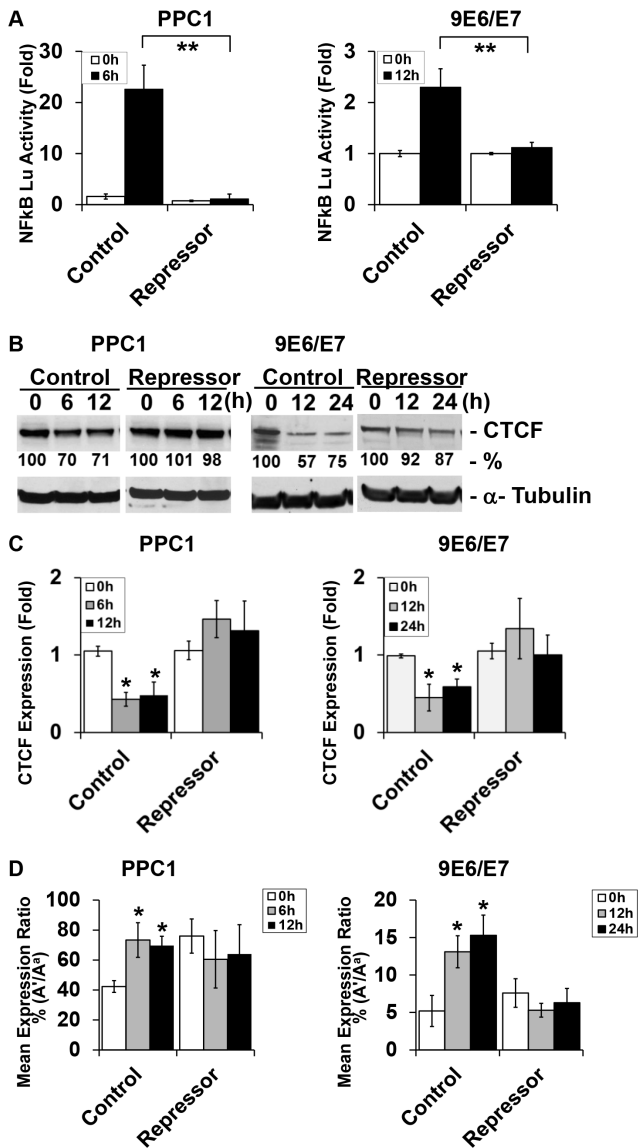 A
PPC1
9E6/E7
NFkB Lu Activity (Fold)
30
20
10
0
0h
6h
**
Control
Repressor
NFkB Lu Activity (Fold)
3
2
1
0
0h
12h
**
Control
Repressor
B
PPC1
9E6/E7
Control Repressor Control Repressor
0 6 12 0 6 12 (h) 0 12 24 0 12 24 (h)
- CTCF
100 70 71 100 101 98 100 57 75 100 92 87 - %
- α- Tubulin
C
PPC1
9E6/E7
CTCF Expression (Fold)
2
1
0
0h
6h
12h
* *
Control
Repressor
CTCF Expression (Fold)
2
1
0
0h
12h
24h
* *
Control
Repressor
D
PPC1
9E6/E7
Mean Expression Ratio
% (A'/Aª)
100
80
60
40
20
0
0h
6h
12h
* *
Control
Repressor
Mean Expression Ratio
% (A'/Aª)
20
15
10
5
0
0h
12h
24h
* *
Control
Repressor